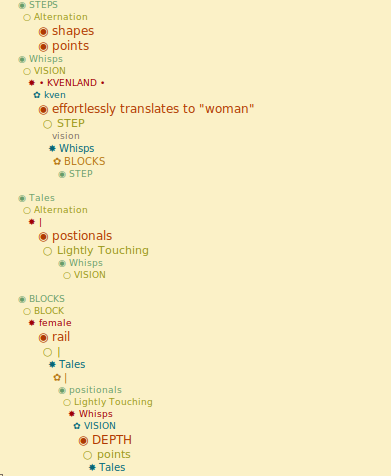 ◉ STEPS
○ Alternation
◉ shapes
◉ points
◉ Whisps
○ VISION
✸ • KVENLAND •
✿ kven
◉ effortlessly translates to "woman"
○ STEP
vision
✸ Whisps
✿ BLOCKS
◉ STEP
◉ Tales
○ Alternation
✸ |
◉ postionals
○ Lightly Touching
◉ Whisps
○ VISION
◉ BLOCKS
○ BLOCK
✸ female
◉ rail
○ |
✸ Tales
✿ |
◉ positionals
○ Lightly Touching
✸ Whisps
✿ VISION
◉ DEPTH
○ points
✸ Tales